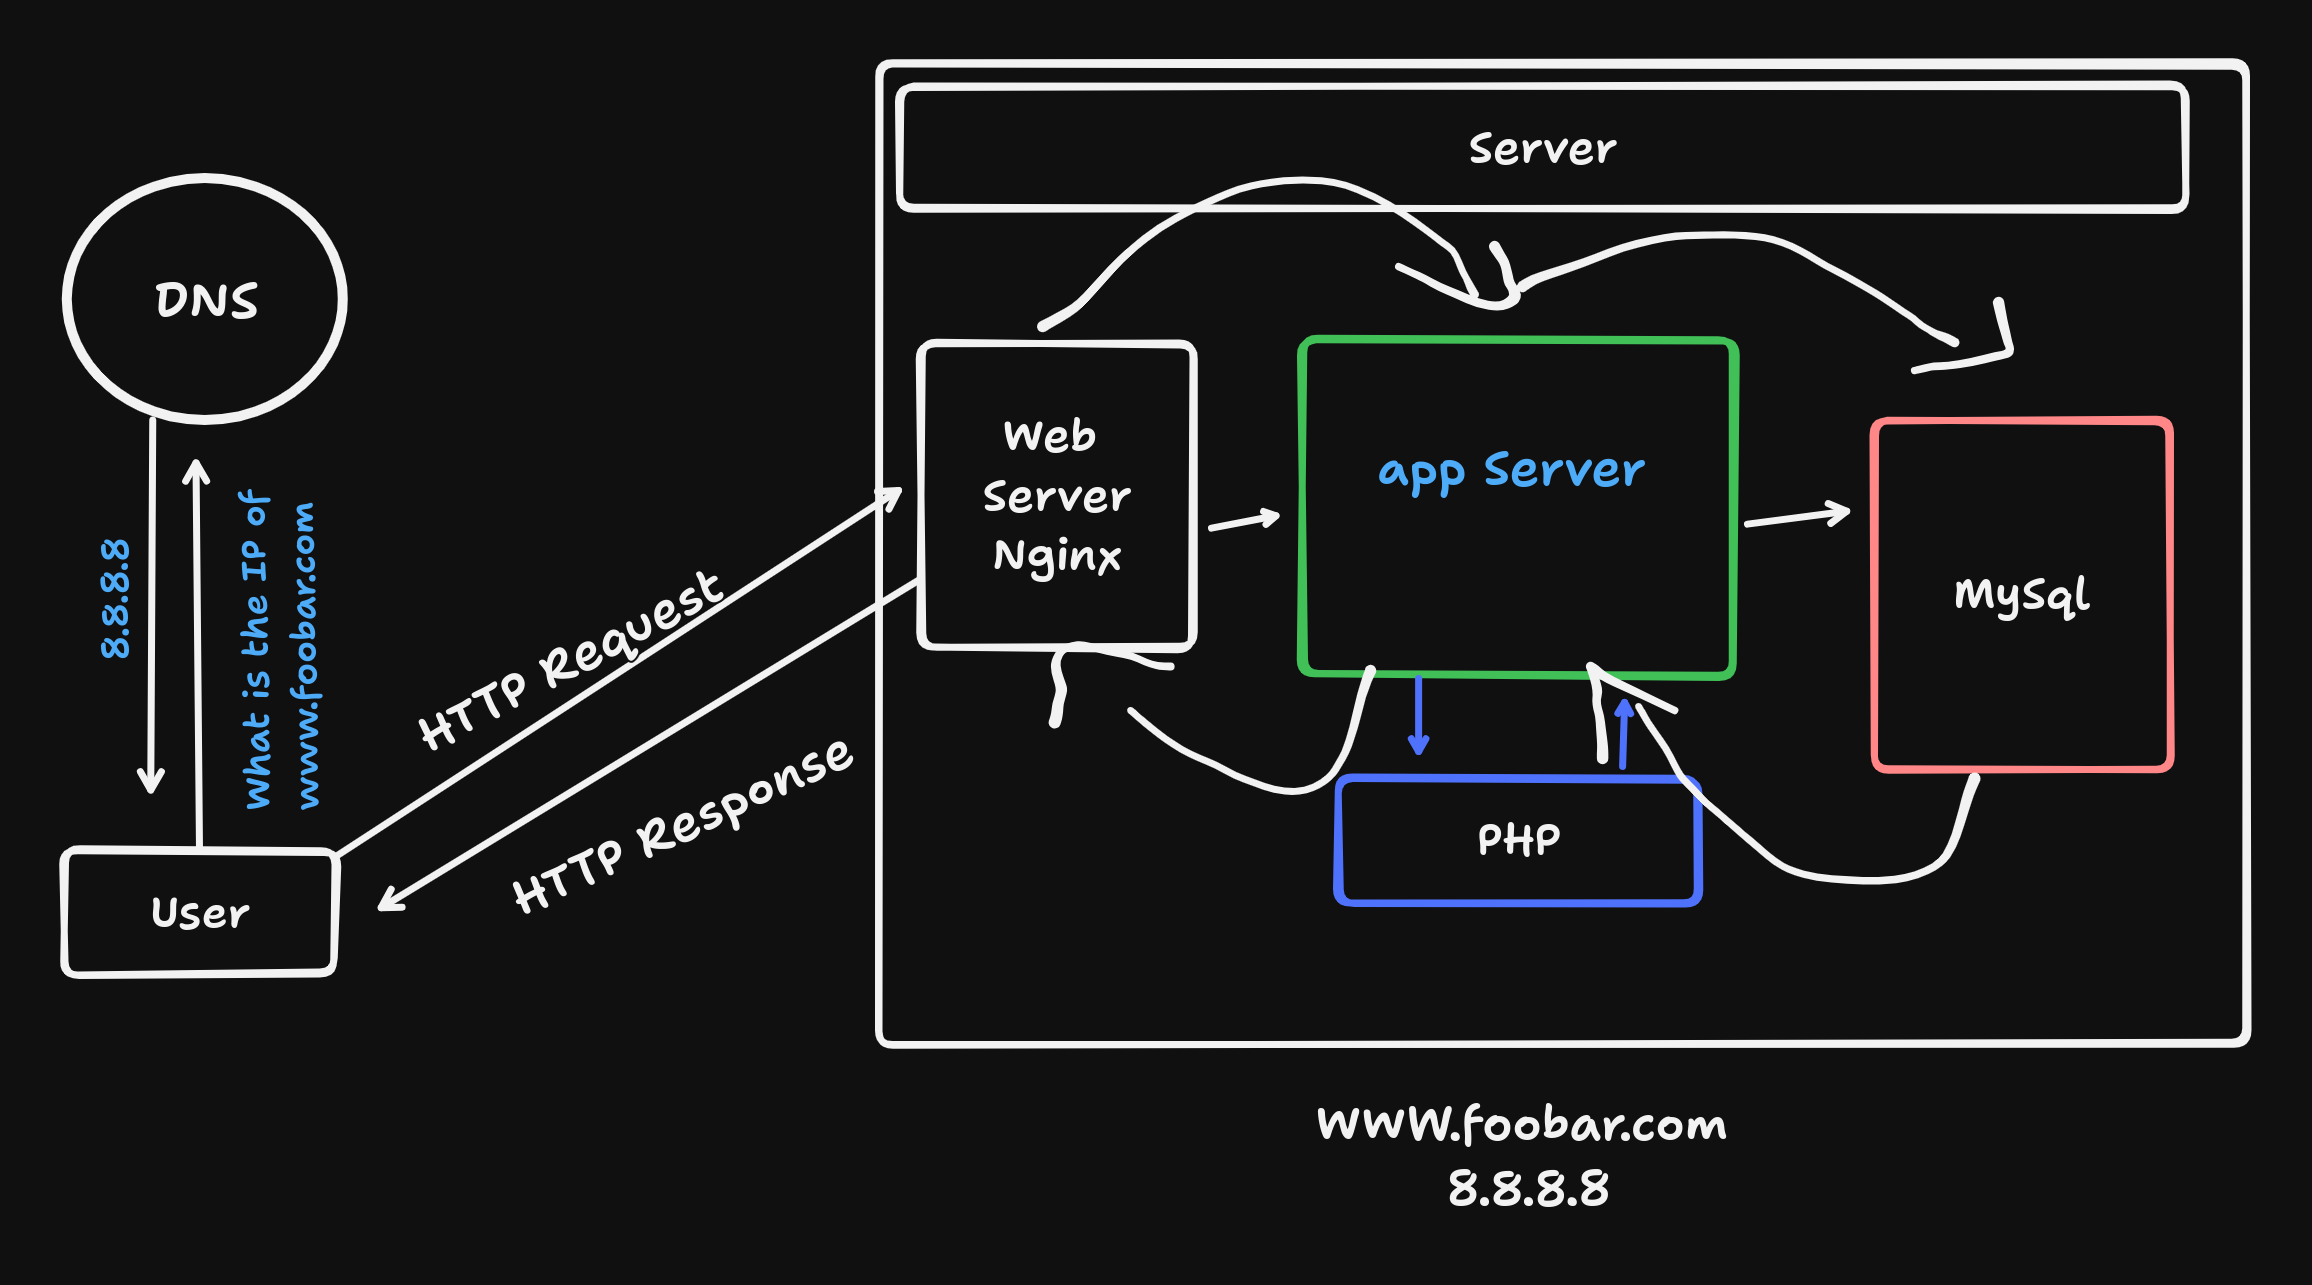 Server
DNS
Web
Server
Nginx
app Server
MySql
8.8.8.8
What is the IP of
www.foobar.com
HTTP Request
HTTP Response
PHP
User
WWW.foobar.com
8.8.8.8